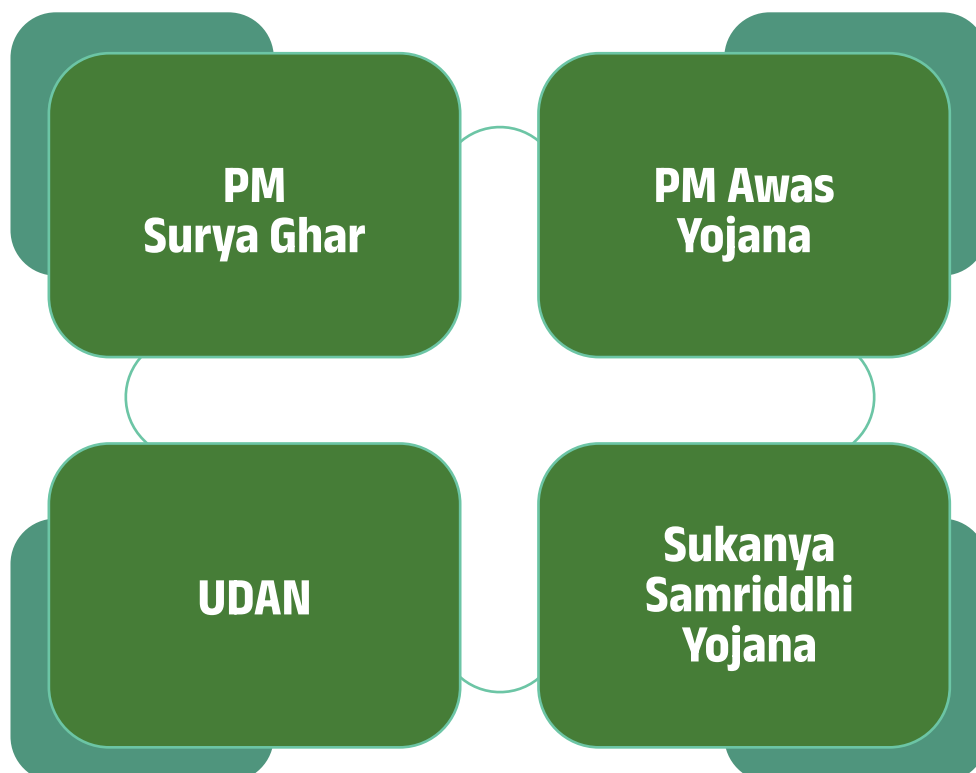 PM
Surya Ghar
PM Awas
Yojana
UDAN
Sukanya
Samriddhi
Yojana